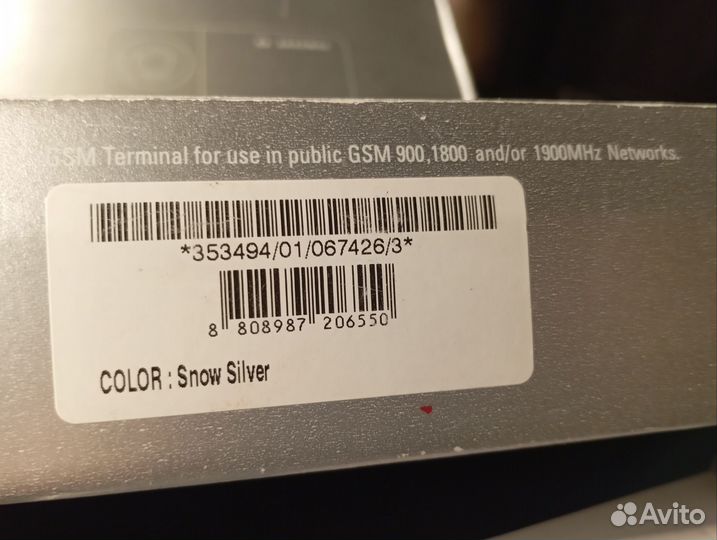 GSM Terminal for use in public GSM 900,1800 and/or 1900MHz Networks.
*353494/01/067426/3*
8 808987 206550
COLOR : Snow Silver
Avito